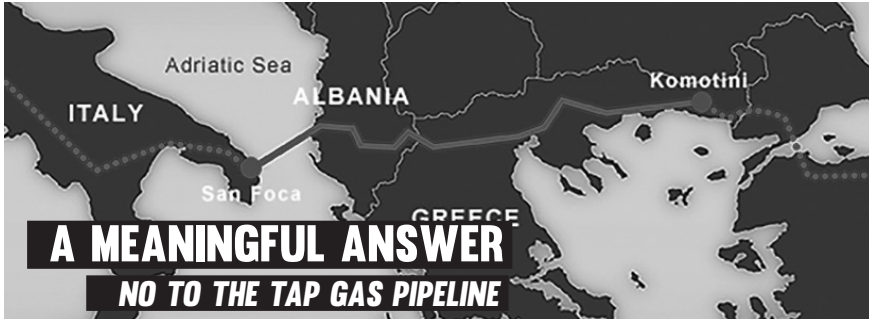 Adriatic Sea
Komotini
ALBANIA
ITALY
San Foca
GREECE
A MEANINGFUL ANSWER
NO TO THE TAP GAS PIPELINE